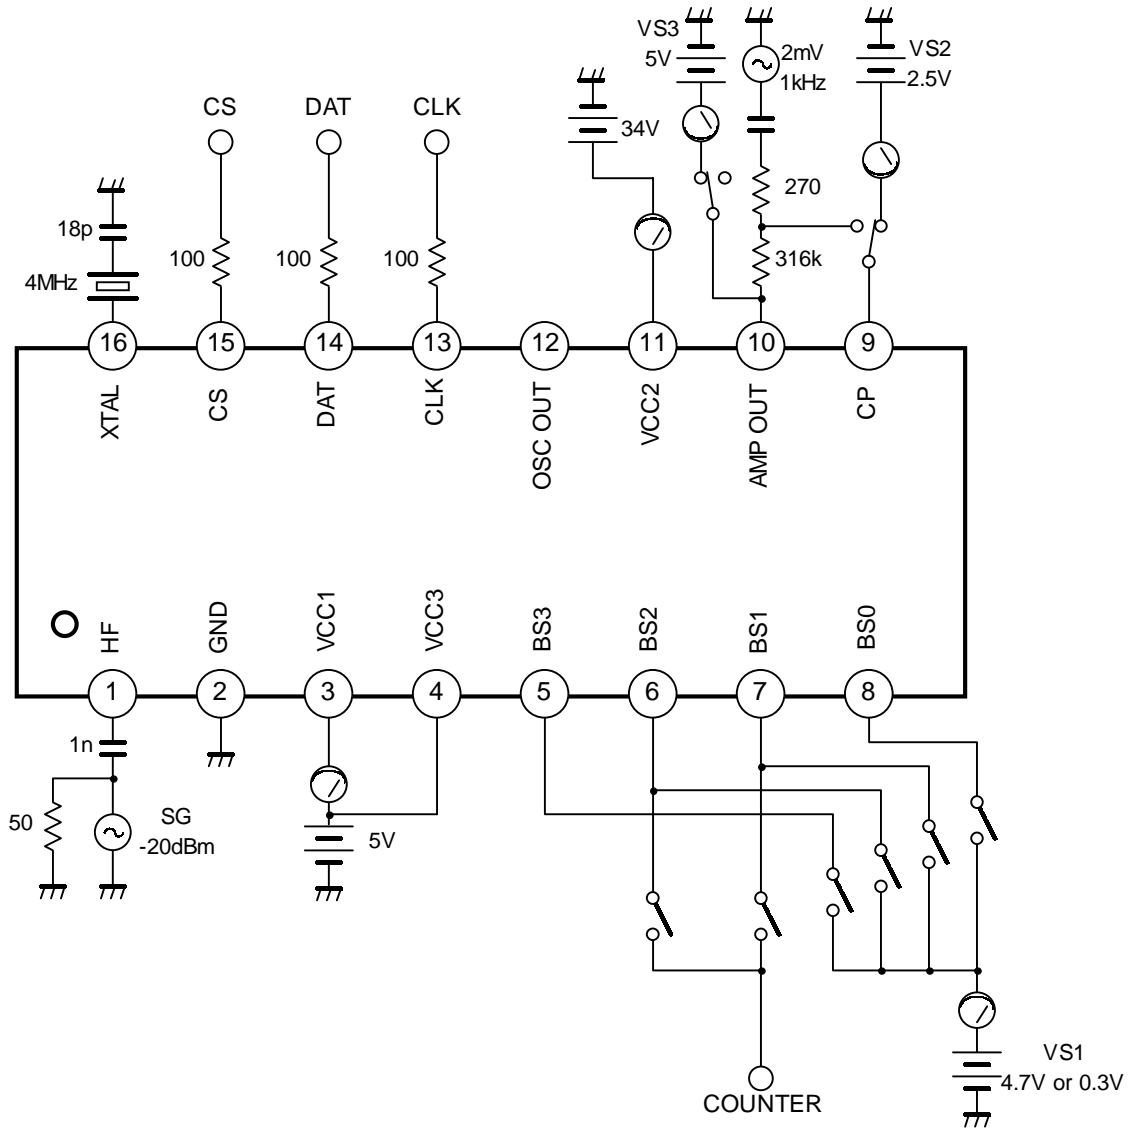 VS3
5V
2mV
1kHz
VS2
2.5V
CS
DAT
CLK
34V
18p
4MHz
100
100
100
270
316k
16
15
14
13
12
11
10
9
XTAL
CS
DAT
CLK
OSC OUT
VCC2
AMP OUT
CP
HF
GND
VCC1
VCC3
BS3
BS2
BS1
BS0
1
2
3
4
5
6
7
8
1n
50
SG
-20dBm
5V
VS1
4.7V or 0.3V
COUNTER